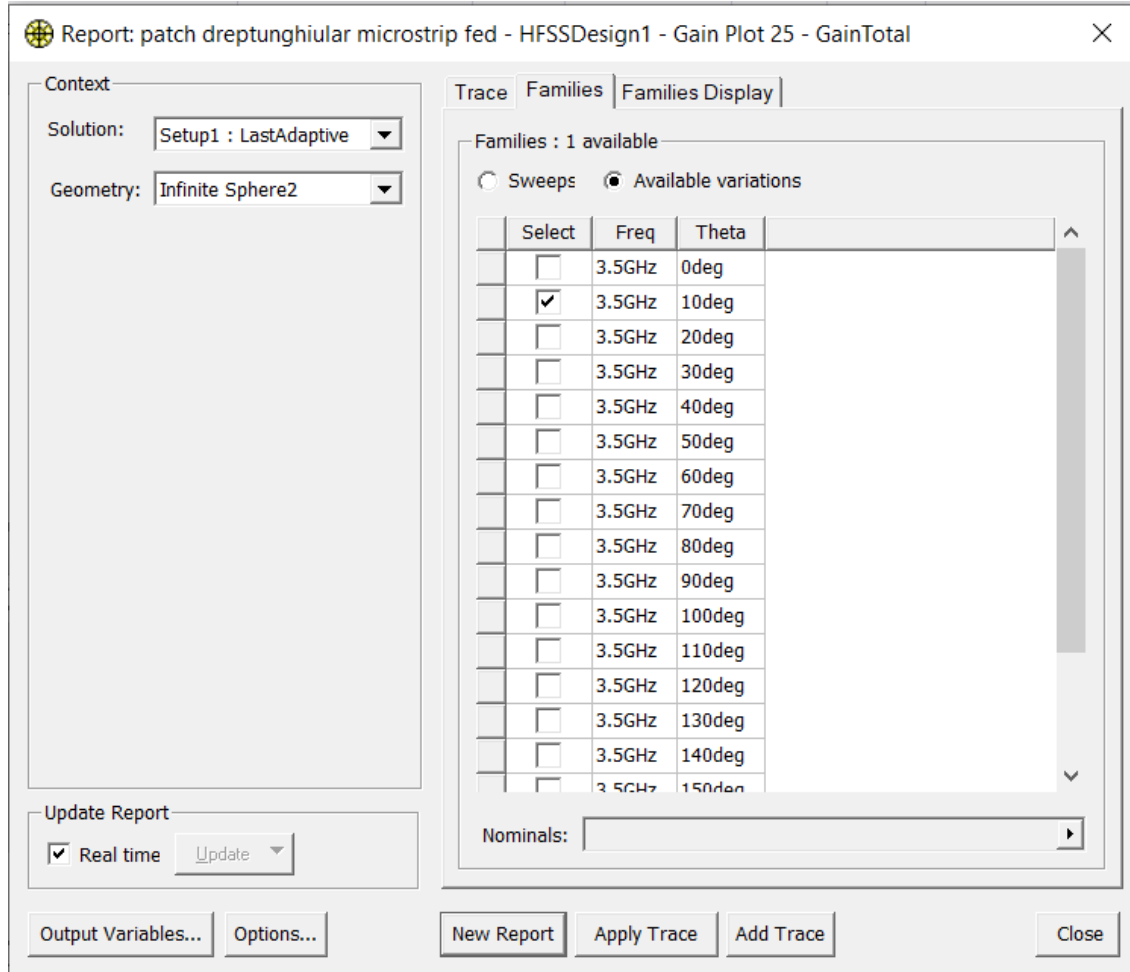 Report: patch dreptunghiular microstrip fed - HFSSDesign1 - Gain Plot 25 - GainTotal
Context
Solution: Setup1 : LastAdaptive
Geometry: Infinite Sphere2
Trace Families Families Display
Families : 1 available
Sweeps Available variations
Select Freq Theta
3.5GHz 0deg
3.5GHz 10deg
3.5GHz 20deg
3.5GHz 30deg
3.5GHz 40deg
3.5GHz 50deg
3.5GHz 60deg
3.5GHz 70deg
3.5GHz 80deg
3.5GHz 90deg
3.5GHz 100deg
3.5GHz 110deg
3.5GHz 120deg
3.5GHz 130deg
3.5GHz 140deg
3.5GHz 150deg
Nominals:
Update Report
Real time Update
Output Variables... Options... New Report Apply Trace Add Trace Close